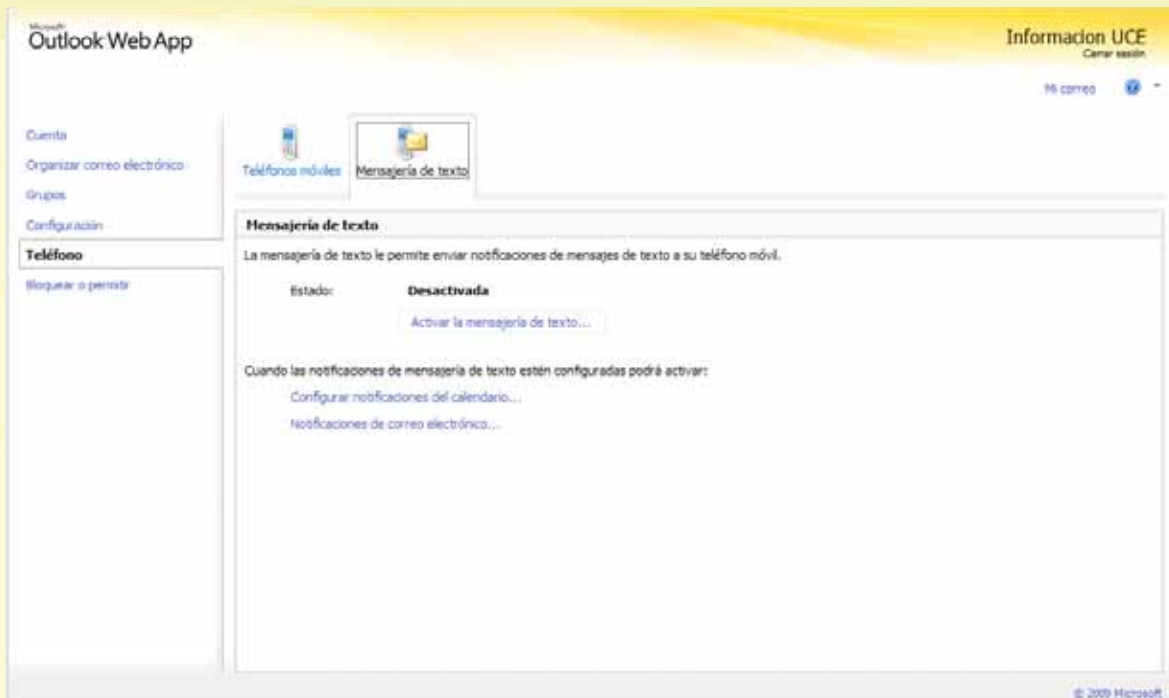 Microsoft
Outlook Web App
Informacion UCE
Cerrar sesión
Mi correo
Cuenta
Organizar correo electrónico
Grupos
Configuración
Teléfono
Bloquear o permitir
Teléfonos móviles
Mensajería de texto
Mensajería de texto
La mensajería de texto le permite enviar notificaciones de mensajes de texto a su teléfono móvil.
Estado: Desactivada
Activar la mensajería de texto...
Cuando las notificaciones de mensajería de texto estén configuradas podrá activar:
Configurar notificaciones del calendario...
Notificaciones de correo electrónico...
© 2009 Microsoft